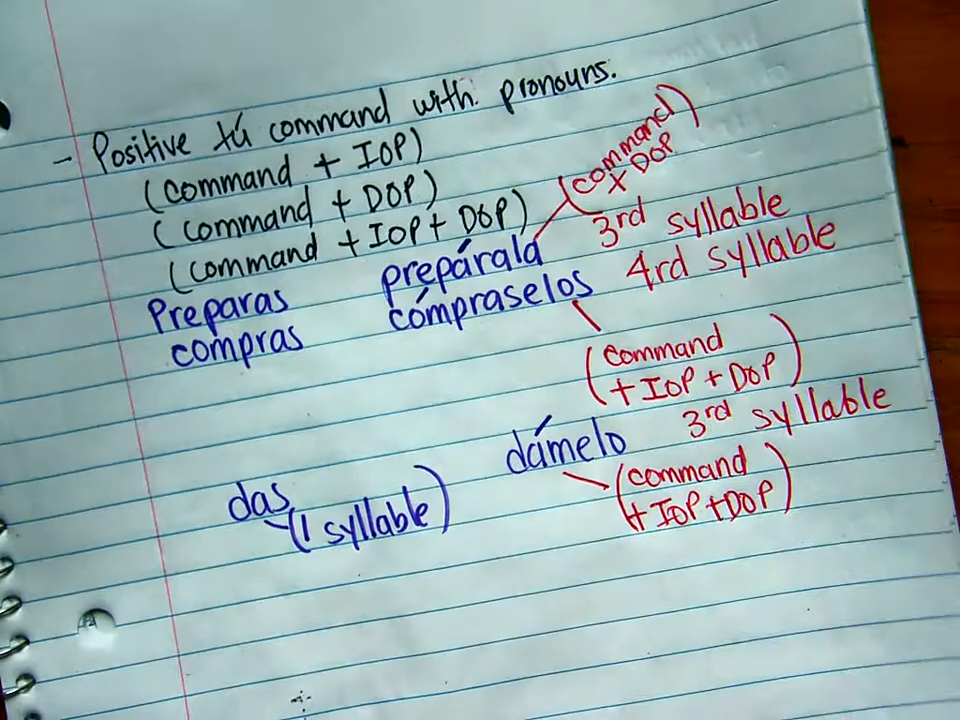 - Positive tú command with pronouns.
(command + IOP)
(command + DOP)
(command + IOP + DOP)
(command
x DOP)
Preparas prepárala 3rd syllable
compras cómpraselos 4rd syllable
(command
+ IOP + DOP)
das dámelo 3rd syllable
(1 syllable)
(command
+ IOP + DOP)